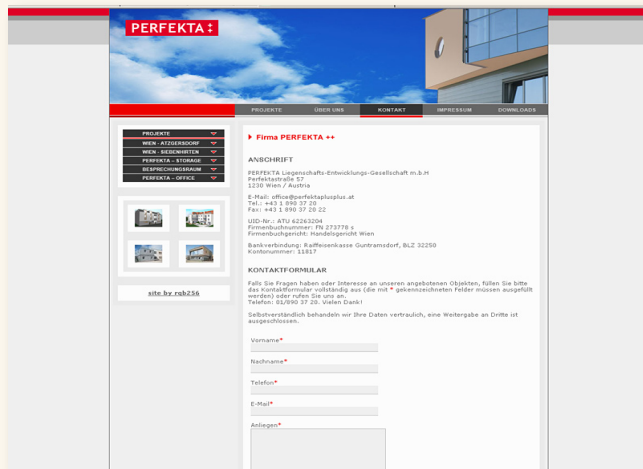 PERFEKTA ++
PROJEKTE ÜBER UNS KONTAKT IMPRESSUM DOWNLOADS
PROJEKTE
WIEN - ATZGERSDORF
WIEN - SIEBENHIRTEN
PERFEKTA – STORAGE
BESPRECHUNGSRAUM
PERFEKTA – OFFICE
site by rgb256
Firma PERFEKTA ++
ANSCHRIFT
PERFEKTA Liegenschafts-Entwicklungs-Gesellschaft m.b.H
Perfektastraße 57
1230 Wien / Austria
E-Mail: office@perfektaplusplus.at
Tel.: +43 1 890 37 20
Fax: +43 1 890 37 20 22
UID-Nr.: ATU 62263204
Firmenbuchnummer: FN 273778 s
Firmenbuchgericht: Handelsgericht Wien
Bankverbindung: Raiffeisenkasse Guntramsdorf, BLZ 32250
Kontonummer: 11817
KONTAKTFORMULAR
Falls Sie Fragen haben oder Interesse an unseren angebotenen Objekten, füllen Sie bitte
das Kontaktformular vollständig aus (die mit * gekennzeichneten Felder müssen ausgefüllt
werden) oder rufen Sie uns an.
Telefon: 01/890 37 20. Vielen Dank!
Selbstverständlich behandeln wir Ihre Daten vertraulich, eine Weitergabe an Dritte ist
ausgeschlossen.
Vorname*
Nachname*
Telefon*
E-Mail*
Anliegen*